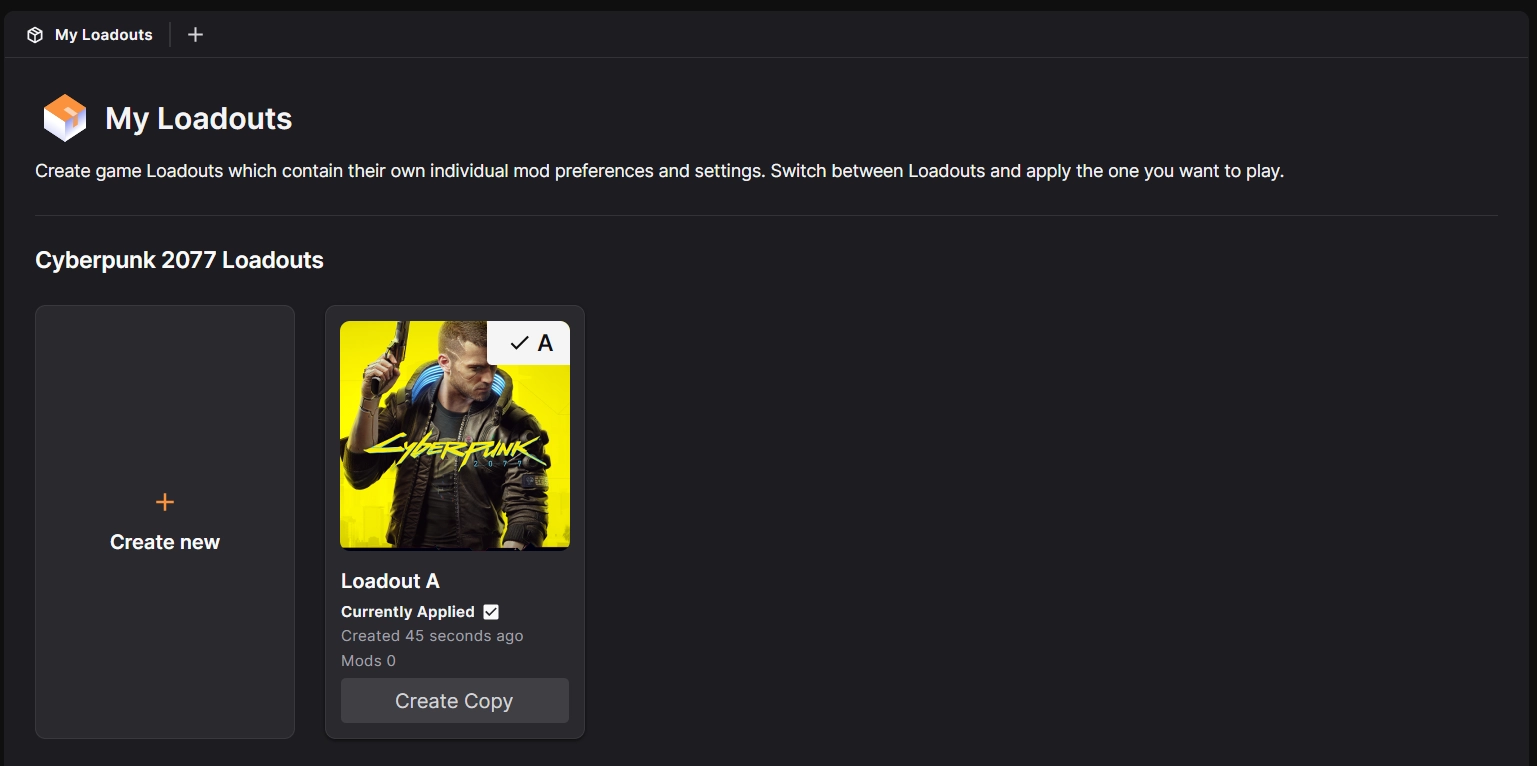 My Loadouts
My Loadouts
Create game Loadouts which contain their own individual mod preferences and settings. Switch between Loadouts and apply the one you want to play.
Cyberpunk 2077 Loadouts
Create new
A
Cyberpunk
2077
Loadout A
Currently Applied
Created 45 seconds ago
Mods 0
Create Copy